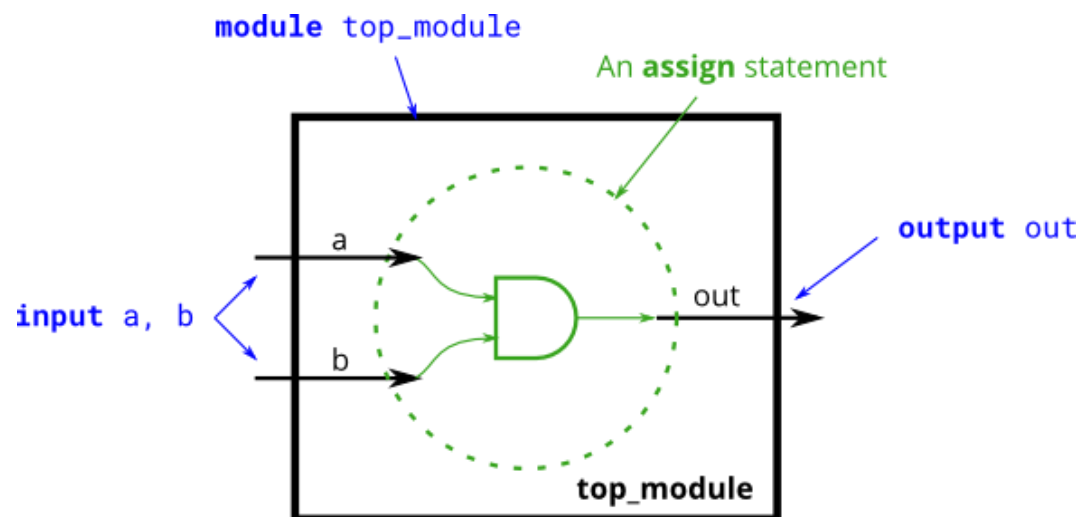 module top_module
An assign statement
a
output out
out
input a, b
b
top_module